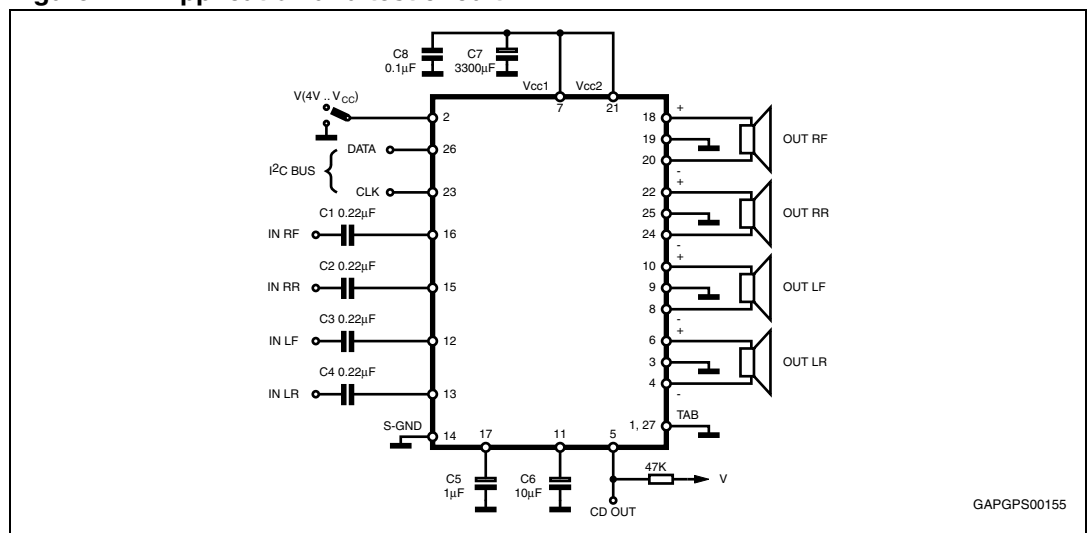 C8
0.1µF
C7
3300µF
Vcc1
Vcc2
7
21
V(4V .. VCC)
2
DATA
26
I2C BUS
CLK
23
C1 0.22µF
IN RF
16
C2 0.22µF
IN RR
15
C3 0.22µF
IN LF
12
C4 0.22µF
IN LR
13
S-GND
14
17
11
5
C5
1µF
C6
10µF
47K
V
CD OUT
18
+
19
OUT RF
20
-
+
22
25
OUT RR
24
-
+
10
9
OUT LF
8
-
+
6
3
OUT LR
4
-
TAB
1, 27
GAPGPS00155